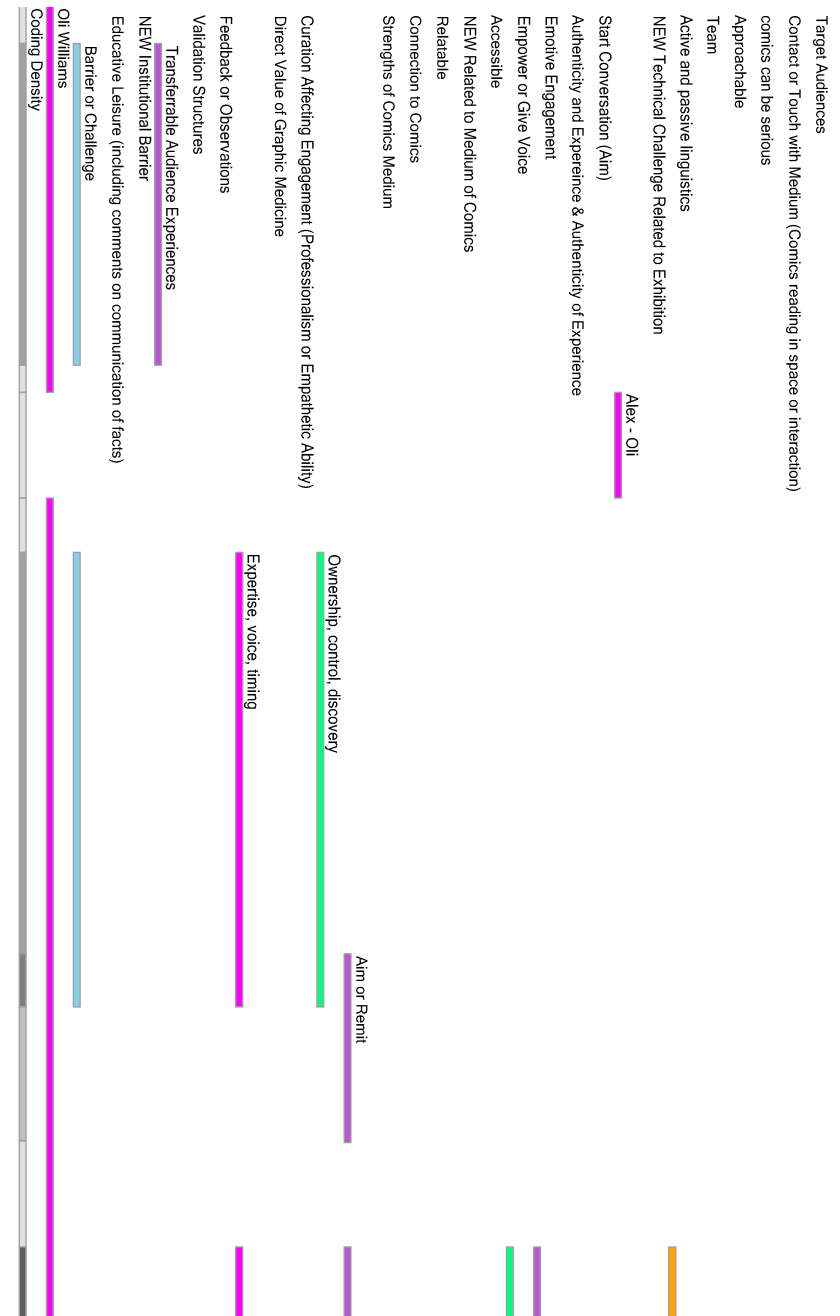 Target Audiences
Contact or Touch with Medium (Comics reading in space or interaction)
comics can be serious
Approachable
Team
Active and passive linguistics
NEW Technical Challenge Related to Exhibition
Alex - Oli
Start Conversation (Aim)
Authenticity and Expereince & Authenticity of Experience
Emotive Engagement
Empower or Give Voice
Accessible
NEW Related to Medium of Comics
Relatable
Connection to Comics
Strengths of Comics Medium
Aim or Remit
Ownership, control, discovery
Curation Affecting Engagement (Professionalism or Empathetic Ability)
Direct Value of Graphic Medicine
Expertise, voice, timing
Feedback or Observations
Validation Structures
Transferrable Audience Experiences
NEW Institutional Barrier
Educative Leisure (including comments on communication of facts)
Barrier or Challenge
Oli Williams
Coding Density